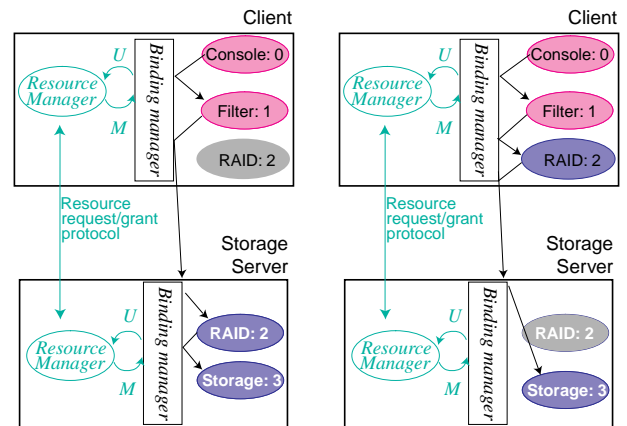 Client
Resource
Manager
U
M
Binding manager
Console: 0
Filter: 1
RAID: 2
Resource
request/grant
protocol
Storage
Server
Resource
Manager
U
M
Binding manager
RAID: 2
Storage: 3
Client
Resource
Manager
U
M
Binding manager
Console: 0
Filter: 1
RAID: 2
Resource
request/grant
protocol
Storage
Server
Resource
Manager
U
M
Binding manager
RAID: 2
Storage: 3